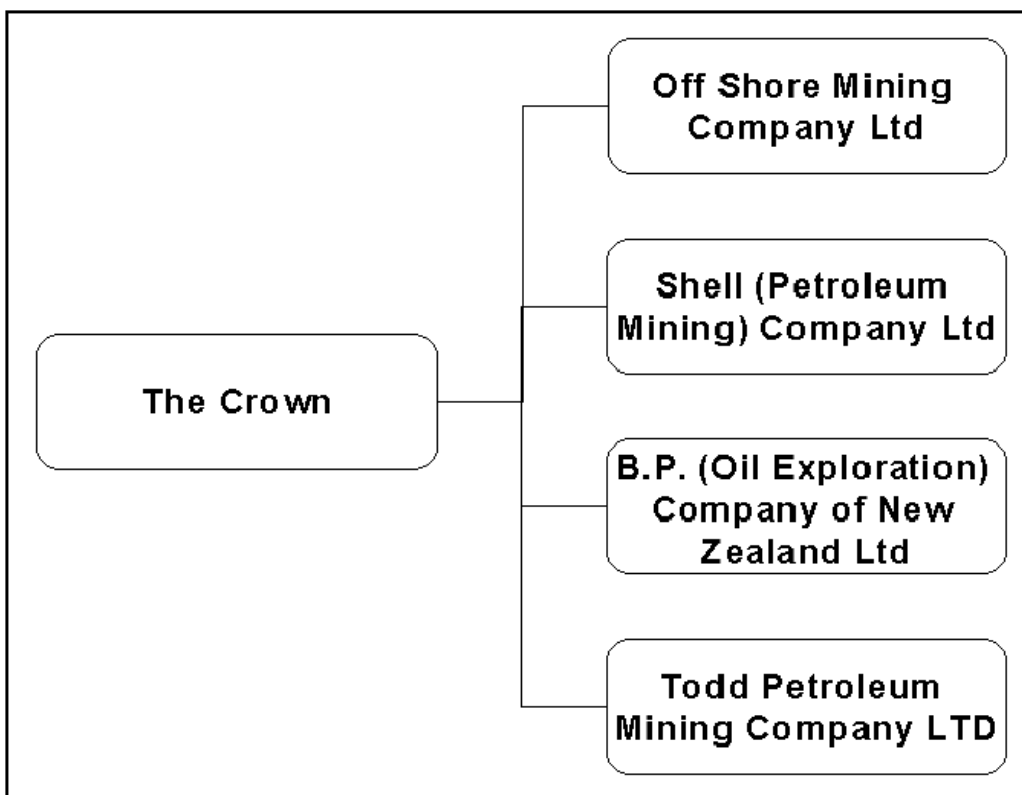 Off Shore Mining
Company Ltd
Shell (Petroleum
Mining) Company Ltd
The Crown
B.P. (Oil Exploration)
Company of New
Zealand Ltd
Todd Petroleum
Mining Company LTD